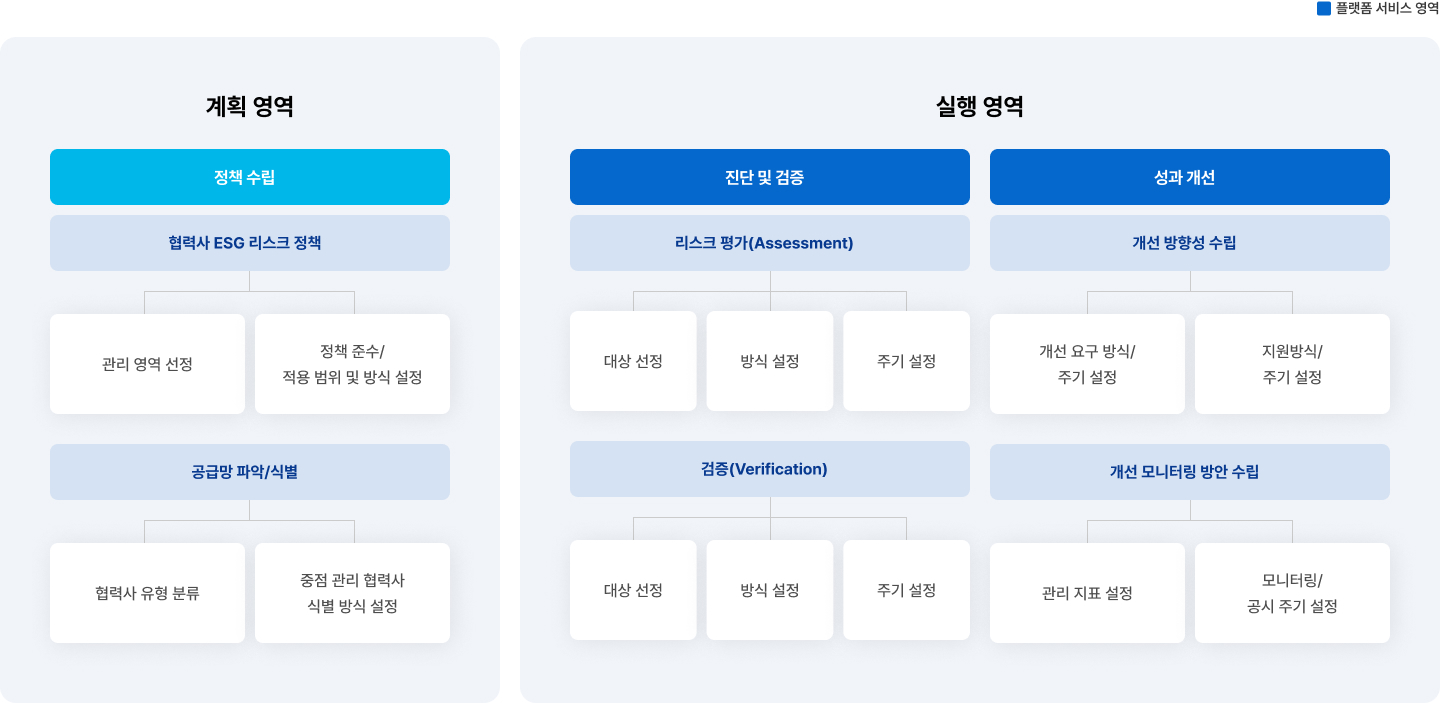 플랫폼 서비스 영역
계획 영역
정책 수립
협력사 ESG 리스크 정책
관리 영역 선정
정책 준수/
적용 범위 및 방식 설정
공급망 파악/식별
협력사 유형 분류
중점 관리 협력사
식별 방식 설정
실행 영역
진단 및 검증
리스크 평가(Assessment)
대상 선정
방식 설정
주기 설정
검증(Verification)
대상 선정
방식 설정
주기 설정
성과 개선
개선 방향성 수립
개선 요구 방식/
주기 설정
지원방식/
주기 설정
개선 모니터링 방안 수립
관리 지표 설정
모니터링/
공시 주기 설정